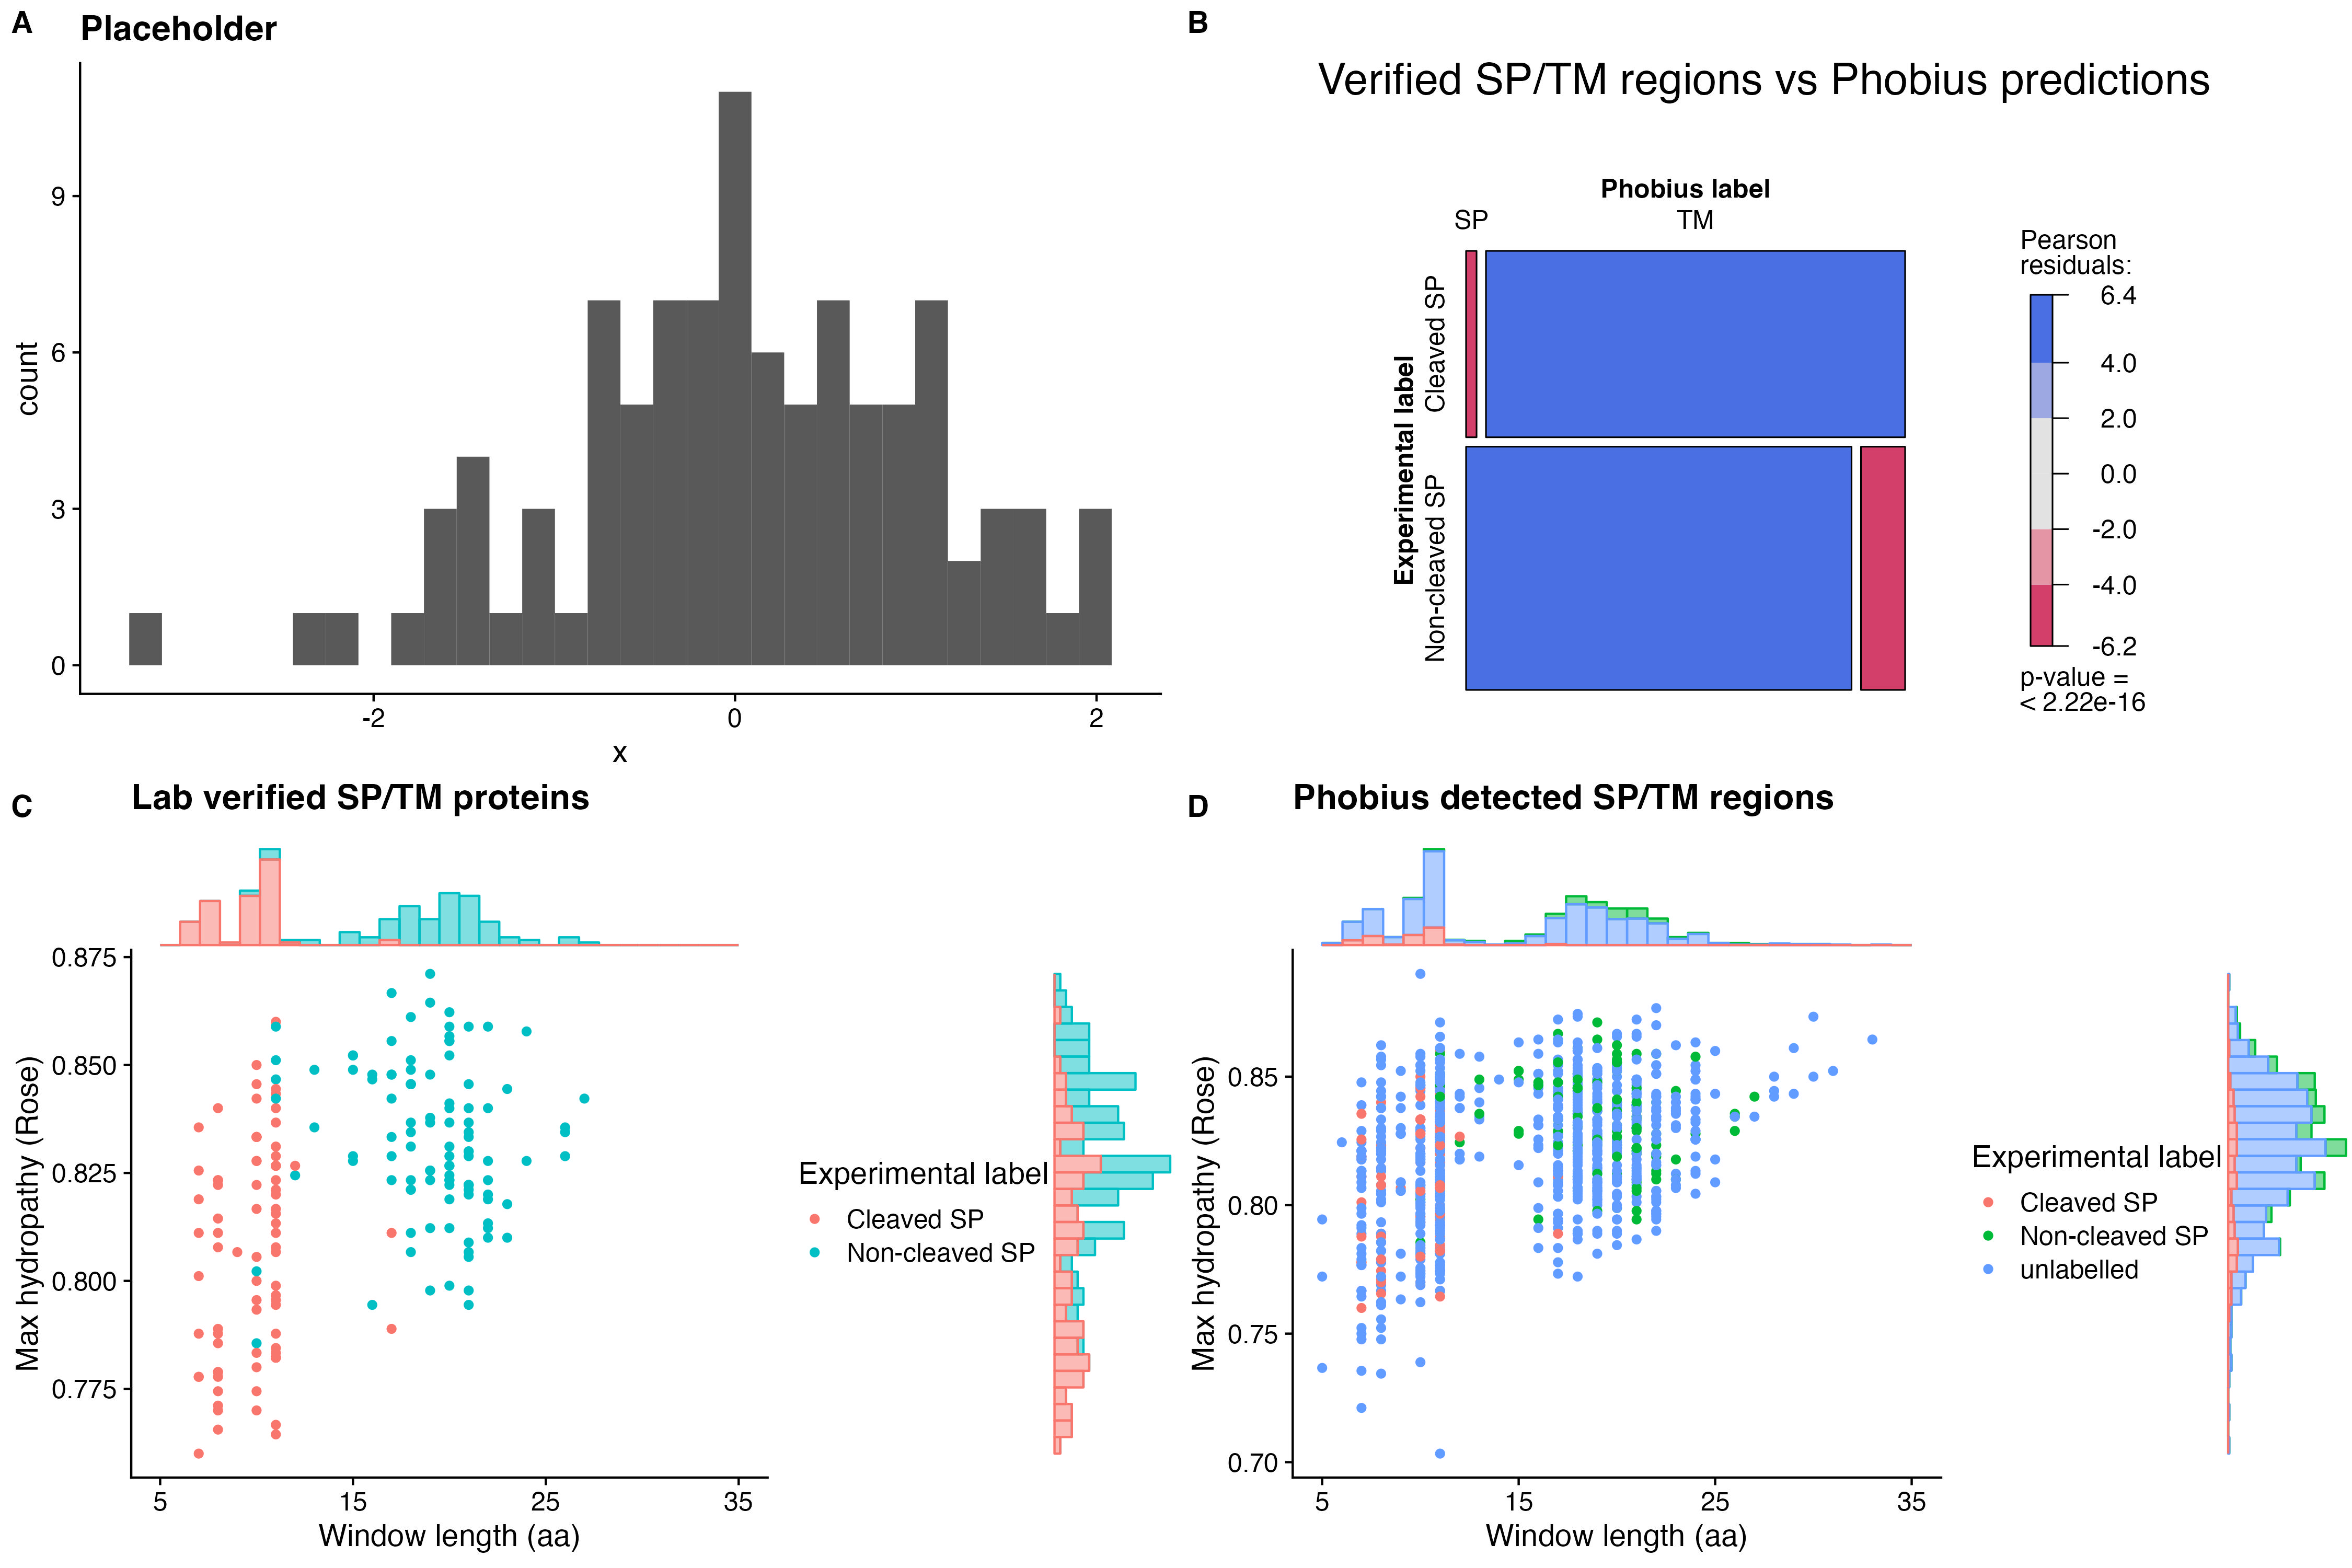 A
Placeholder
count
9
6
3
0
-2
0
2
x
B
Verified SP/TM regions vs Phobius predictions
Phobius label
SP
TM
Experimental label
Cleaved SP
Non-cleaved SP
Pearson
residuals:
6.4
4.0
2.0
0.0
-2.0
-4.0
-6.2
p-value =
< 2.22e-16
C
Lab verified SP/TM proteins
Max hydropathy (Rose)
0.875
0.850
0.825
0.800
0.775
5
15
25
35
Window length (aa)
Experimental label
Cleaved SP
Non-cleaved SP
D
Phobius detected SP/TM regions
Max hydropathy (Rose)
0.85
0.80
0.75
0.70
5
15
25
35
Window length (aa)
Experimental label
Cleaved SP
Non-cleaved SP
unlabelled